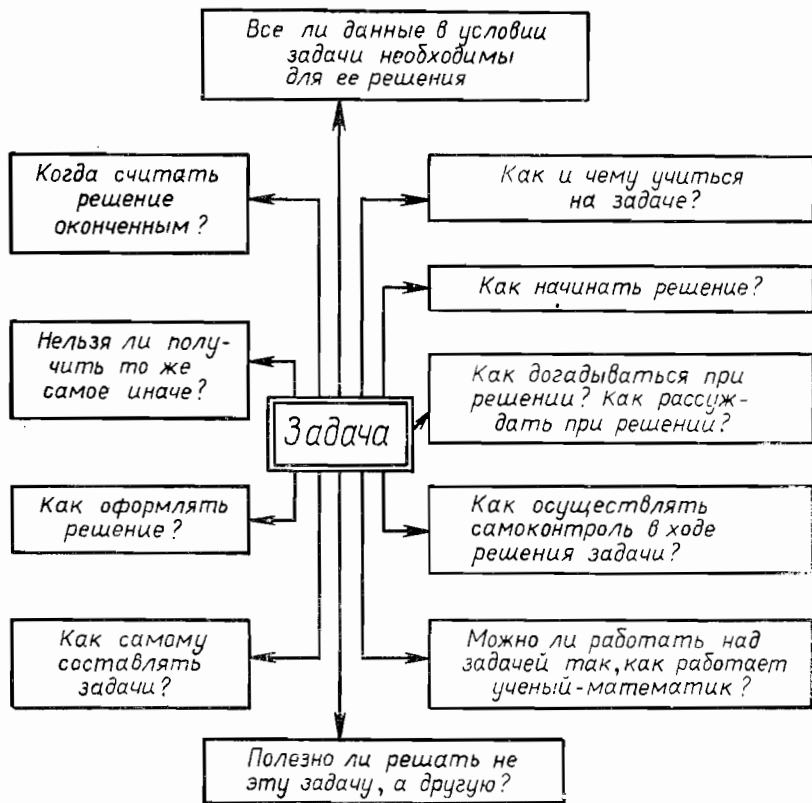 Все ли данные в условии
задачи необходимы
для ее решения
Когда считать
решение
оконченным?
Как и чему учиться
на задаче?
Как начинать решение?
Нельзя ли полу-
чить то же
самое иначе?
Как догадываться при
решении? Как рассуж-
дать при решении?
Задача
Как оформлять
решение?
Как осуществлять
самоконтроль в ходе
решения задачи?
Как самому
составлять
задачи?
Можно ли работать над
задачей так, как работает
ученый-математик?
Полезно ли решать не
эту задачу, а другую?